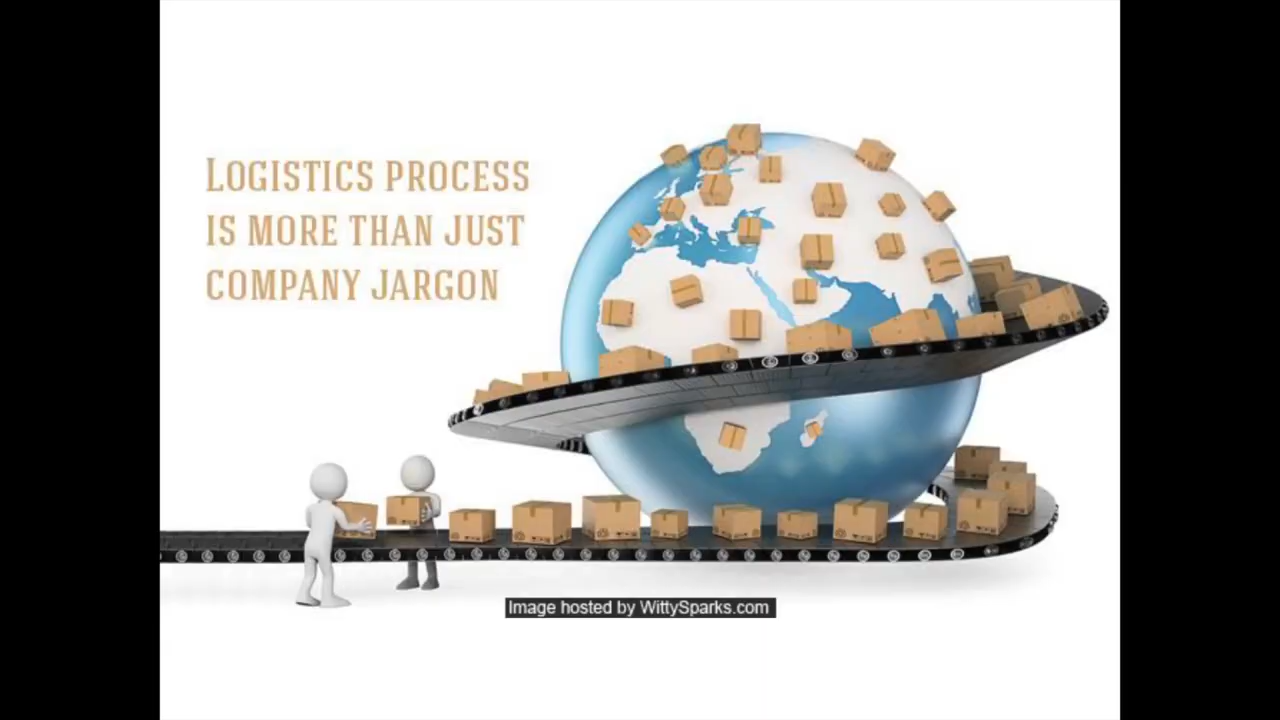 Logistics process
is more than just
company jargon
Image hosted by WittySparks.com